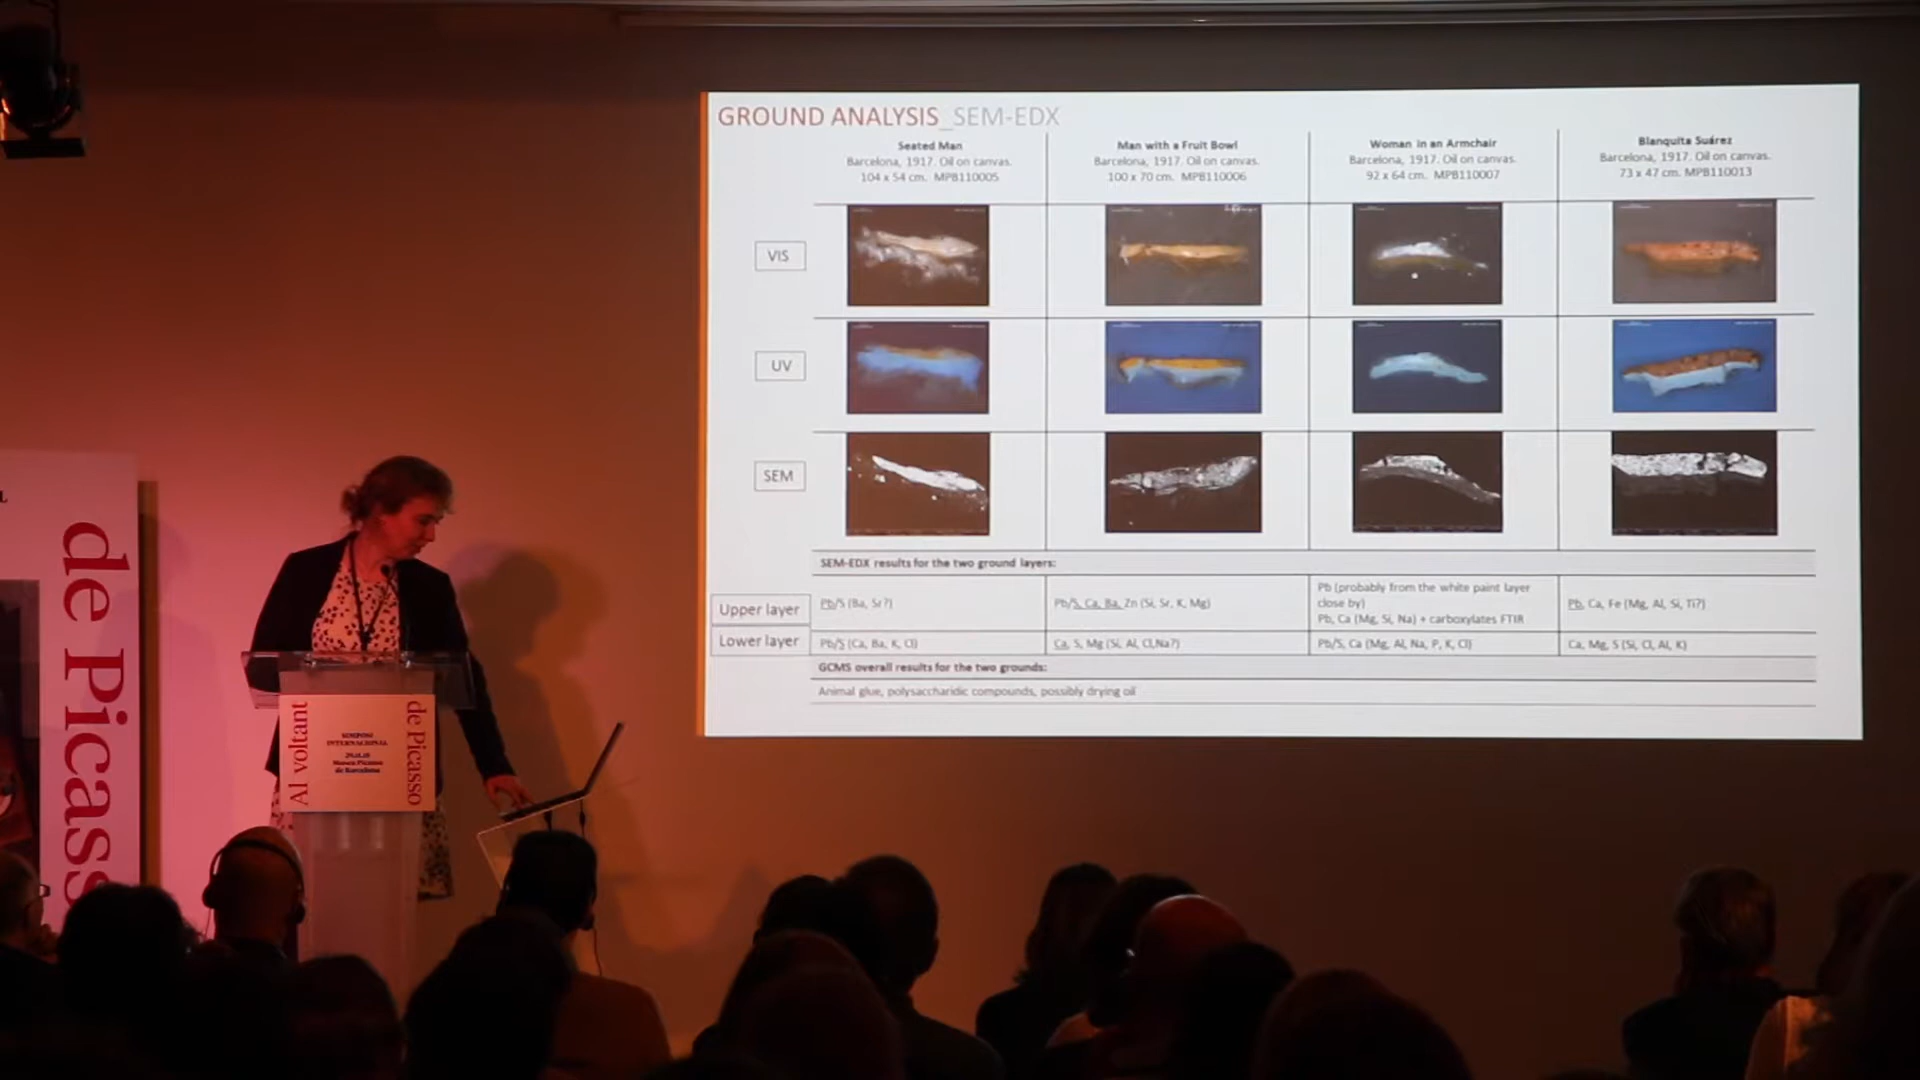 GROUND ANALYSIS_SEM-EDX
Seated Man
Barcelona, 1917. Oil on canvas.
104 x 54 cm. MPB110005
Man with a Fruit Bowl
Barcelona, 1917. Oil on canvas.
100 x 70 cm. MPB110006
Woman in an Armchair
Barcelona, 1917. Oil on canvas.
92 x 64 cm. MPB110007
Blanquita Suárez
Barcelona, 1917. Oil on canvas.
73 x 47 cm. MPB110013
VIS
UV
SEM
SEM-EDX results for the two ground layers:
Upper layer
Pb/S (Ba, Sr?)
Pb/S, Ca, Ba, Zn (Si, Sr, K, Mg)
Pb (probably from the white paint layer
close by)
Pb, Ca (Mg, Si, Na) + carboxylates FTIR
Pb, Ca, Fe (Mg, Al, Si, Ti?)
Lower layer
Pb/S (Ca, Ba, K, Cl)
Ca, S, Mg (Si, Al, Cl,Na?)
Pb/S, Ca (Mg, Al, Na, P, K, Cl)
Ca, Mg, S (Si, Cl, Al, K)
GCMS overall results for the two grounds:
Animal glue, polysaccharidic compounds, possibly drying oil
L
de Picass
Al voltant
SIMPOSI
INTERNACIONAL
Museu Picasso
de Barcelona
de Picasso